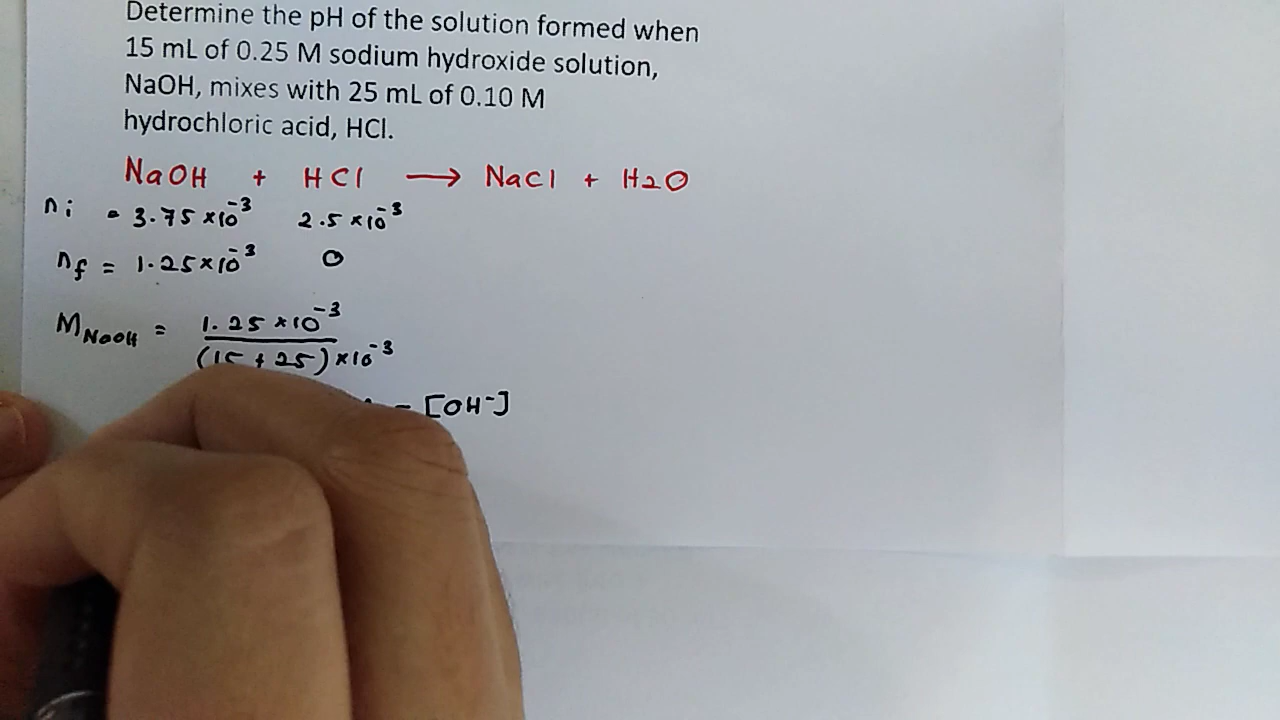 Determine the pH of the solution formed when
15 mL of 0.25 M sodium hydroxide solution,
NaOH, mixes with 25 mL of 0.10 M
hydrochloric acid, HCl.
NaOH + HCl → NaCl + H2O
ni = 3.75 × 10^-3 2.5 × 10^-3
nf = 1.25 × 10^-3 0
M NaOH = 1.25 × 10^-3
(15 + 25) × 10^-3
= [OH-]